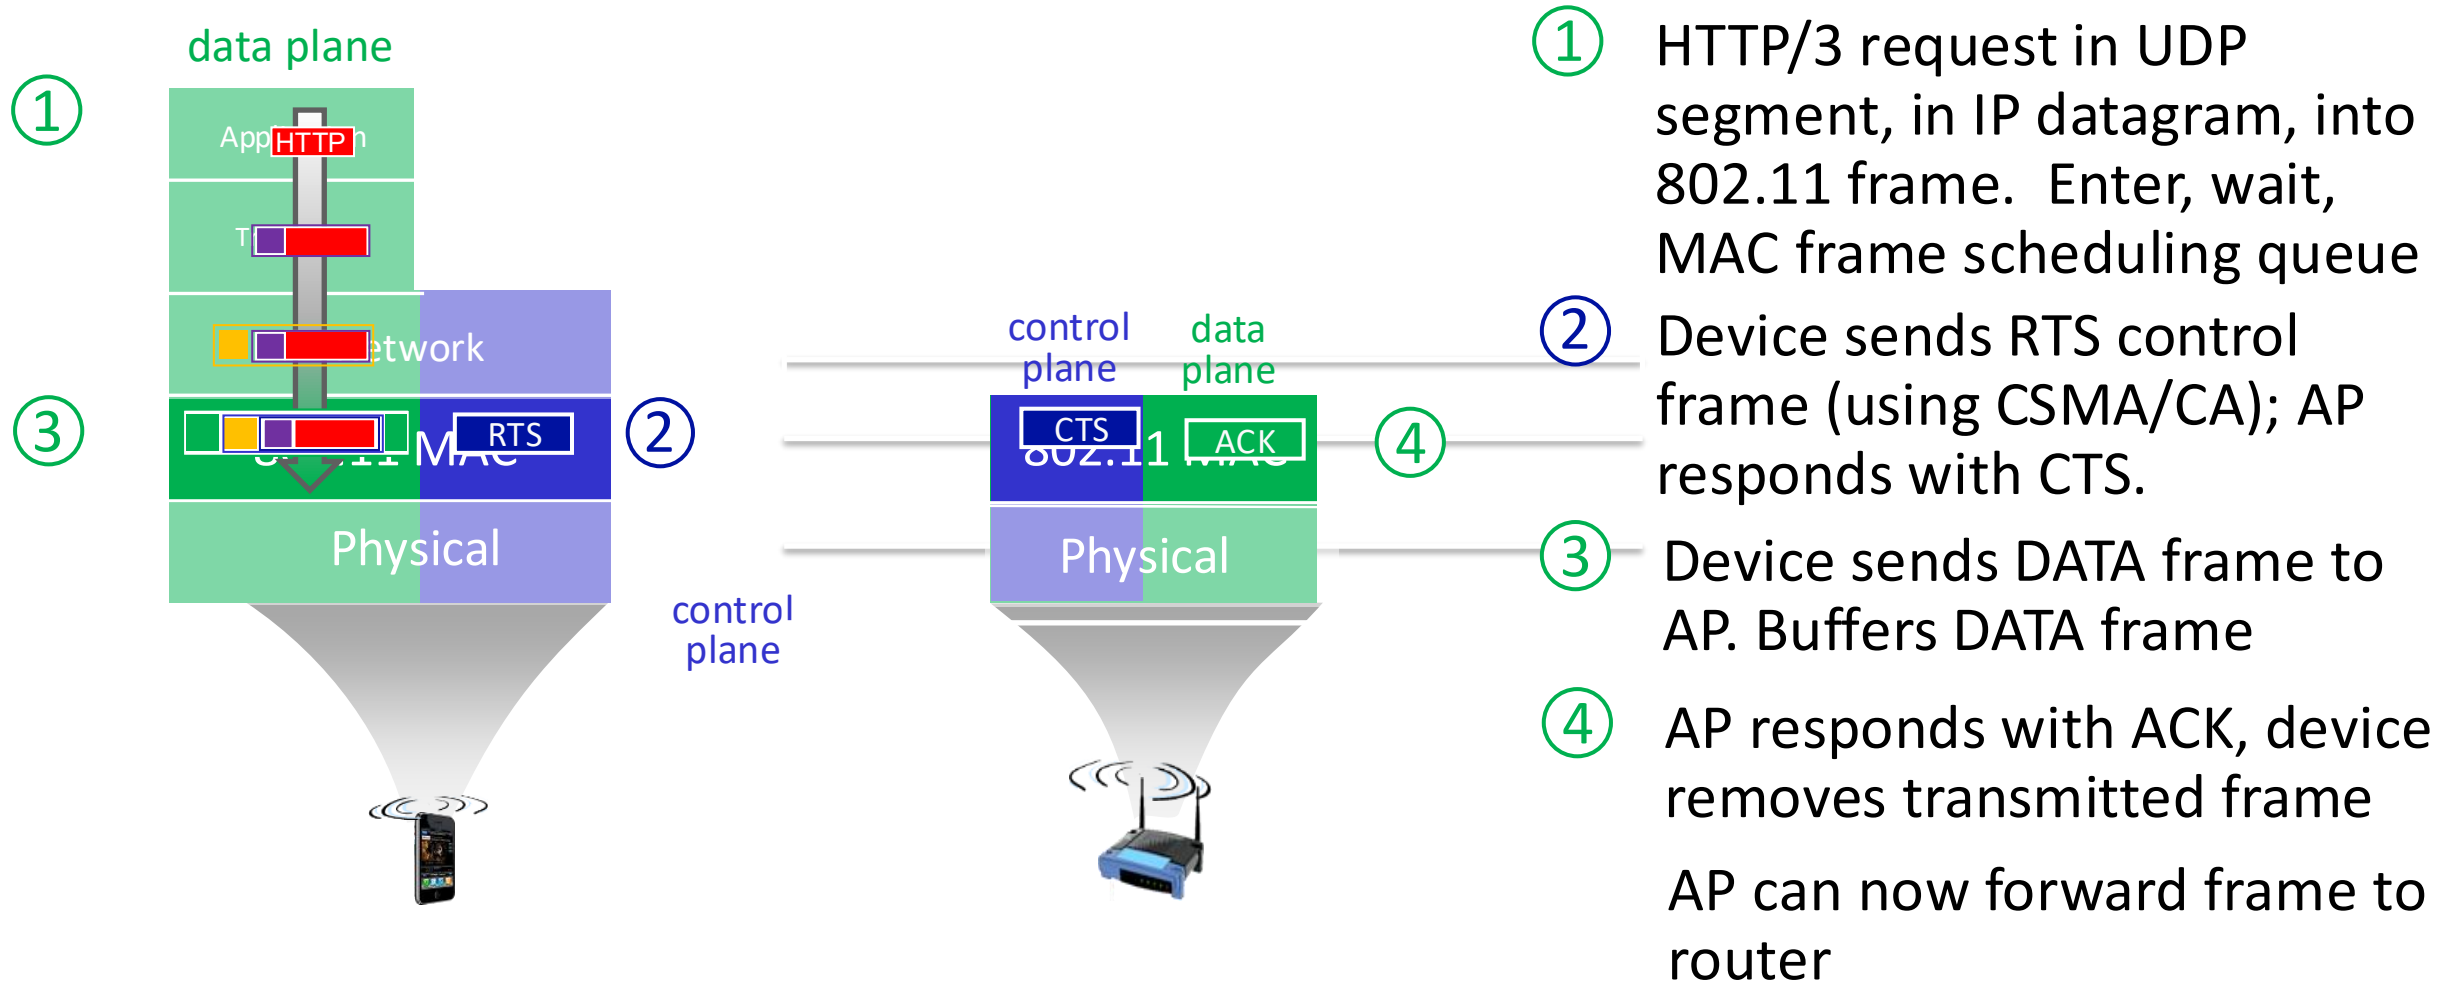 data plane
1
HTTP
3
RTS
2
Physical
control
plane
control
plane
data
plane
CTS
ACK
802.11 MAC
4
Physical
1 HTTP/3 request in UDP
segment, in IP datagram, into
802.11 frame. Enter, wait,
MAC frame scheduling queue
2 Device sends RTS control
frame (using CSMA/CA); AP
responds with CTS.
3 Device sends DATA frame to
AP. Buffers DATA frame
4 AP responds with ACK, device
removes transmitted frame
AP can now forward frame to
router